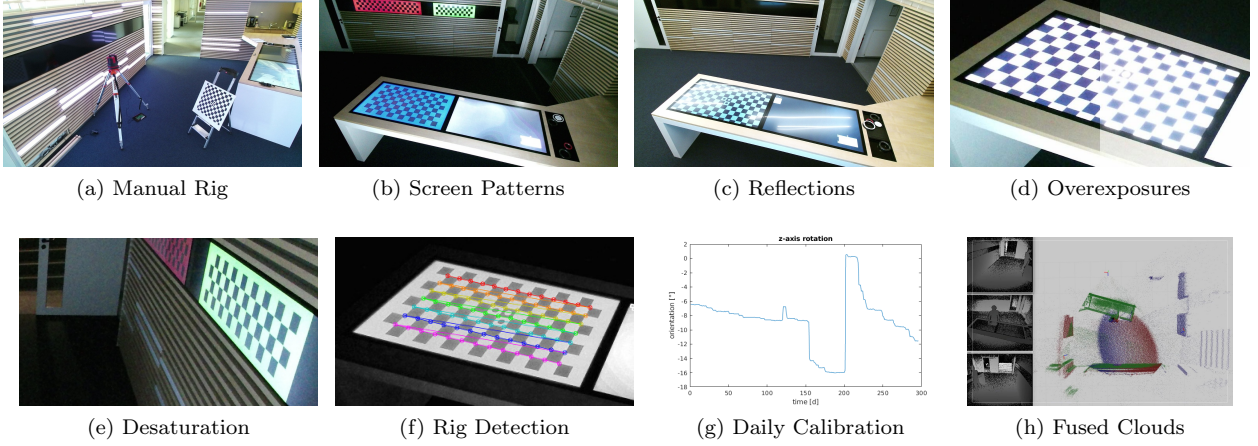 (a) Manual Rig
(b) Screen Patterns
(c) Reflections
(d) Overexposures
z-axis rotation
orientation [°]
2
0
-2
-4
-6
-8
-10
-12
-14
-16
-18
0
50
100
150
200
250
300
time [d]
(e) Desaturation
(f) Rig Detection
(g) Daily Calibration
(h) Fused Clouds